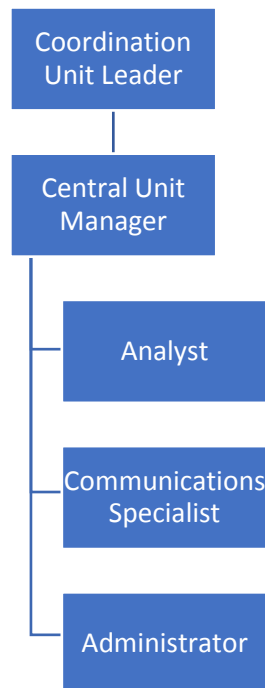 Coordination
Unit Leader
Central Unit
Manager
Analyst
Communications
Specialist
Administrator